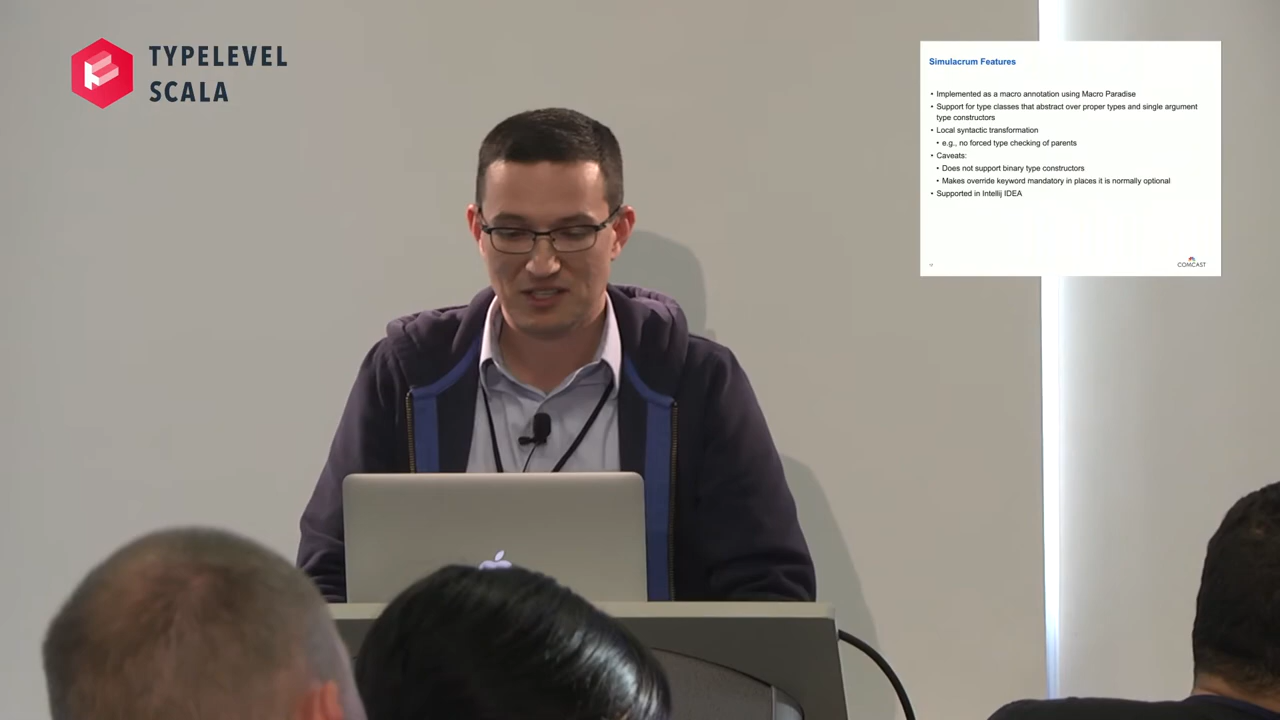 TYPELEVEL
SCALA
Simulacrum Features
• Implemented as a macro annotation using Macro Paradise
• Support for type classes that abstract over proper types and single argument
type constructors
• Local syntactic transformation
• e.g., no forced type checking of parents
• Caveats:
• Does not support binary type constructors
• Makes override keyword mandatory in places it is normally optional
• Supported in Intellij IDEA
COMCAST